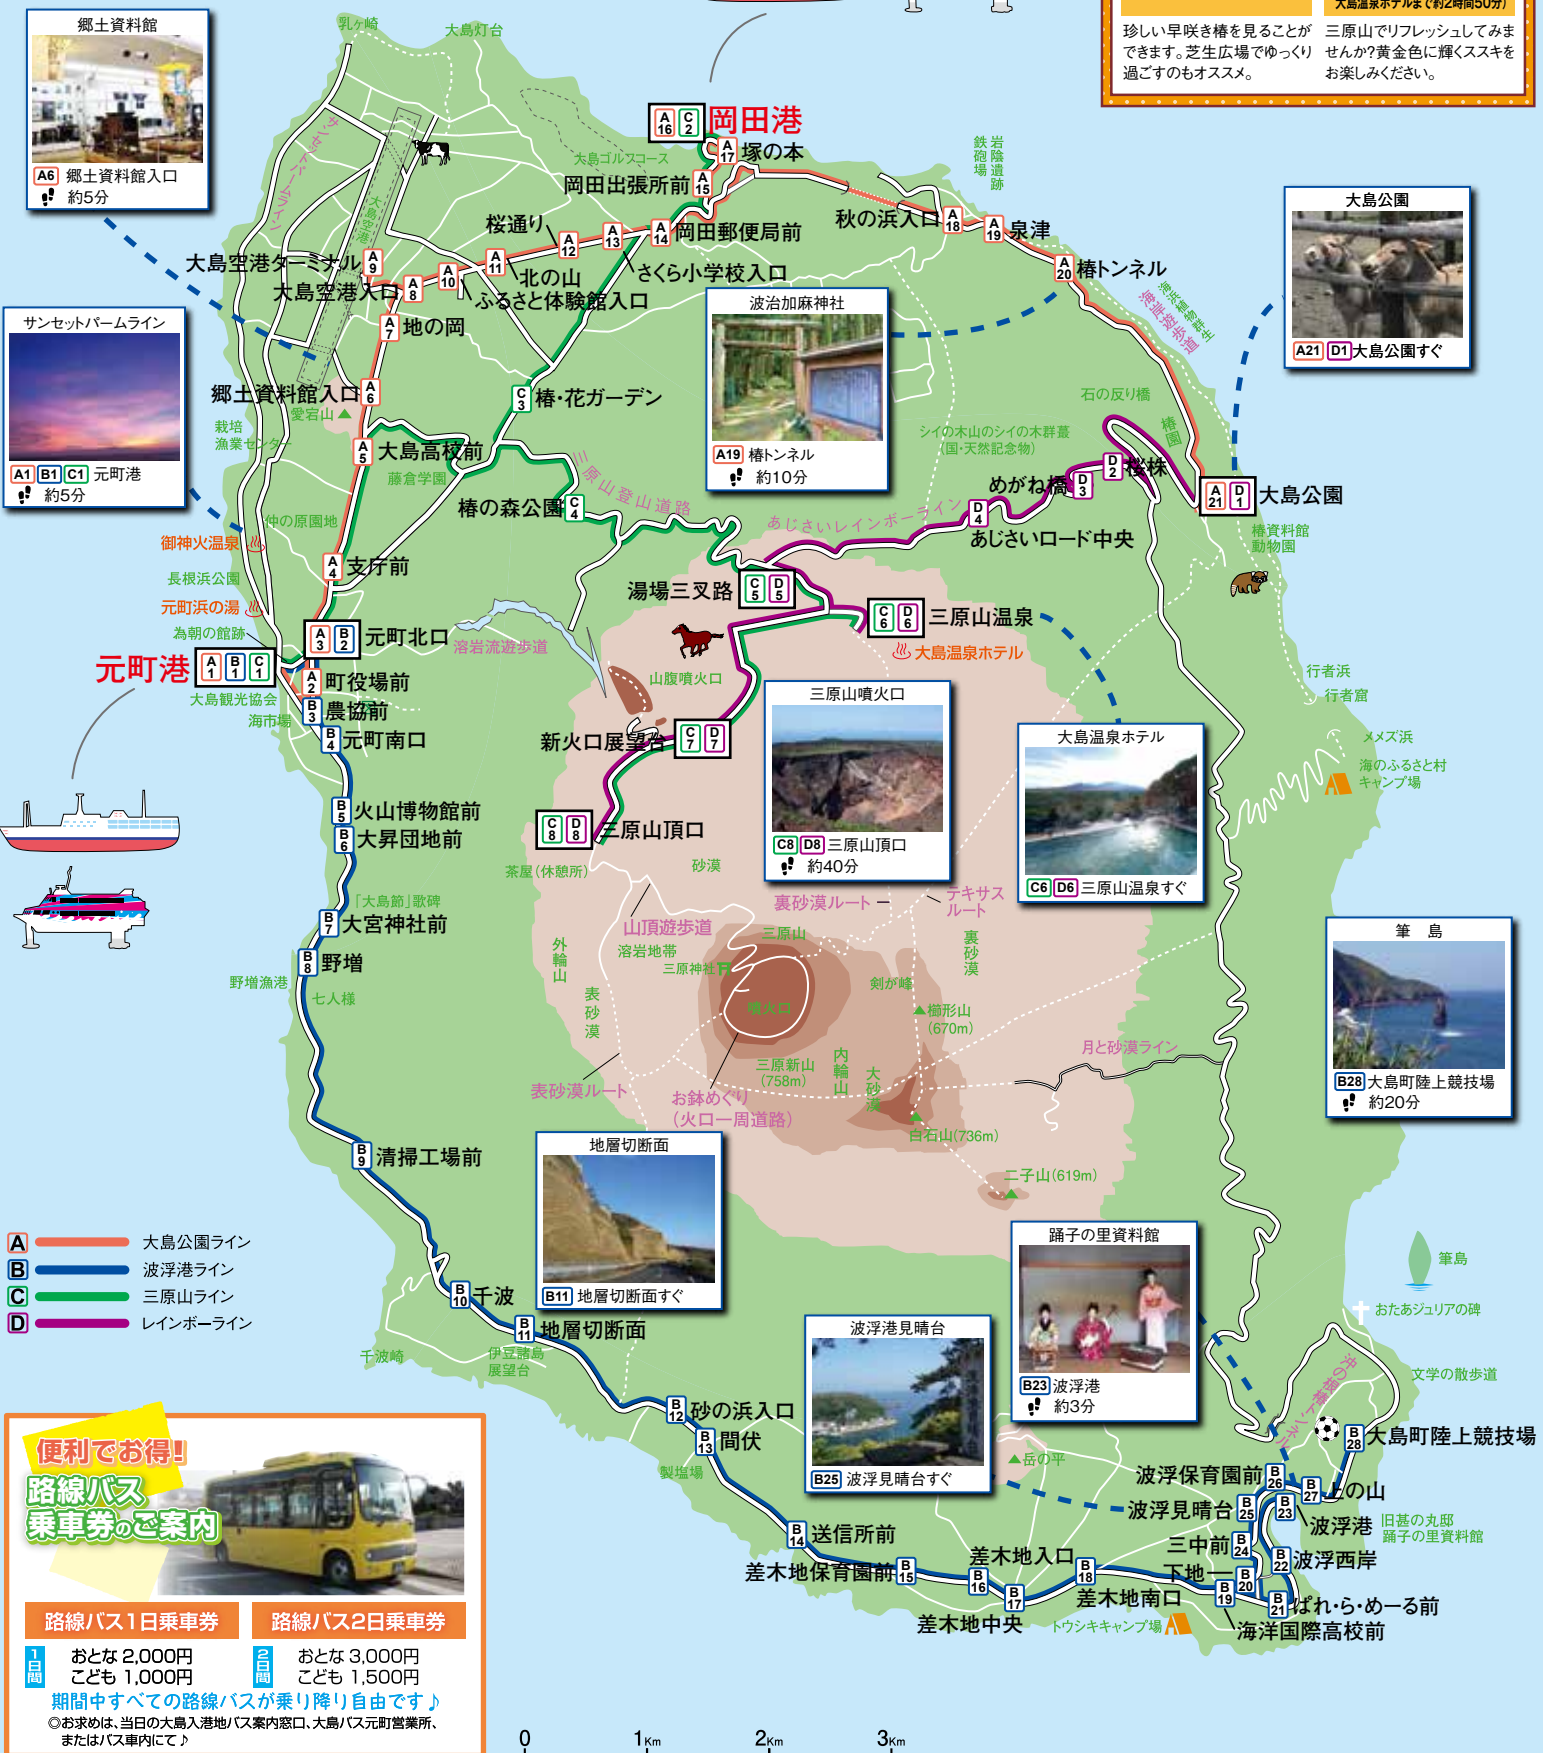 大島温泉ホテルまで約2時間50分)
珍しい早咲き椿を見ることが
できます。芝生広場でゆっくり
過ごすのもオススメ。
三原山でリフレッシュしてみま
せんか?黄金色に輝くススキを
お楽しみください。
郷土資料館
A6 郷土資料館入口
約5分
サンセットパームライン
A1 B1 C1 元町港
約5分
波治加麻神社
A19 椿トンネル
約10分
大島公園
A21 D1 大島公園すぐ
三原山噴火口
C8 D8 三原山頂口
約40分
大島温泉ホテル
C6 D6 三原山温泉すぐ
筆 島
B28 大島町陸上競技場
約20分
地層切断面
B11 地層切断面すぐ
踊子の里資料館
B23 波浮港
約3分
波浮港見晴台
B25 波浮見晴台すぐ
乳ヶ崎
大島灯台
サンセットパームライン
大島空港
大島ゴルフコース
A16 C2 岡田港
A17 塚の本
A15 岡田出張所前
A14 岡田郵便局前
A13 さくら小学校入口
A12 桜通り
A11 北の山
A10 ふるさと体験館入口
A9 大島空港ターミナル
A8 大島空港入口
A7 地の岡
A6 郷土資料館入口
愛宕山
栽培
漁業センター
A5 大島高校前
藤倉学園
A4 支庁前
仲の原園地
御神火温泉
長根浜公園
元町浜の湯
為朝の館跡
A3 B2 元町北口
元町港 A1 B1 C1
A2 町役場前
大島観光協会
海市場
B3 農協前
B4 元町南口
B5 火山博物館前
B6 大昇団地前
「大島節」歌碑
B7 大宮神社前
B8 野増
野増漁港
七人様
B9 清掃工場前
B10 千波
千波崎
B11 地層切断面
伊豆諸島
展望台
B12 砂の浜入口
B13 間伏
製塩場
B14 送信所前
B15 差木地保育園前
B16 差木地中央
B17 差木地入口
B18 差木地南口
トウシキキャンプ場
B19 海洋国際高校前
B20 下地
B21 ぱれ・ら・めーる前
B22 波浮西岸
B23 波浮港
B24 三中前
B25 波浮見晴台
B26 波浮保育園前
B27 上の山
B28 大島町陸上競技場
旧甚の丸邸
踊子の里資料館
岳の平
沖の根椿トンネル
文学の散歩道
おたあジュリアの碑
筆島
鉄砲場
岩陰遺跡
秋の浜入口 A18
A19 泉津
A20 椿トンネル
海浜植物群生
海岸遊歩道
石の反り橋
椿園
シイの木山のシイの木群叢
(国・天然記念物)
A21 D1 大島公園
椿資料館
動物園
D2 桜株
D3 めがね橋
D4 あじさいロード中央
あじさいレインボーライン
C3 椿・花ガーデン
三原山登山道路
C4 椿の森公園
C5 D5 湯場三叉路
C6 D6 三原山温泉
大島温泉ホテル
溶岩流遊歩道
山腹噴火口
C7 D7 新火口展望台
C8 D8 三原山頂口
茶屋(休憩所)
砂漠
裏砂漠ルート
テキサス
ルート
山頂遊歩道
溶岩地帯
三原神社
三原山
噴火口
外輪山
表砂漠
裏砂漠
剣が峰
櫛形山
(670m)
三原新山
(758m)
内輪山
大砂漠
表砂漠ルート
お鉢めぐり
(火口一周道路)
白石山(736m)
二子山(619m)
月と砂漠ライン
行者浜
行者窟
メメズ浜
海のふるさと村
キャンプ場
A 大島公園ライン
B 波浮港ライン
C 三原山ライン
D レインボーライン
便利でお得!
路線バス
乗車券のご案内
路線バス1日乗車券
1日間
おとな 2,000円
こども 1,000円
路線バス2日乗車券
2日間
おとな 3,000円
こども 1,500円
期間中すべての路線バスが乗り降り自由です♪
◎お求めは、当日の大島入港地バス案内窓口、大島バス元町営業所、
またはバス車内にて♪
0 1Km 2Km 3Km